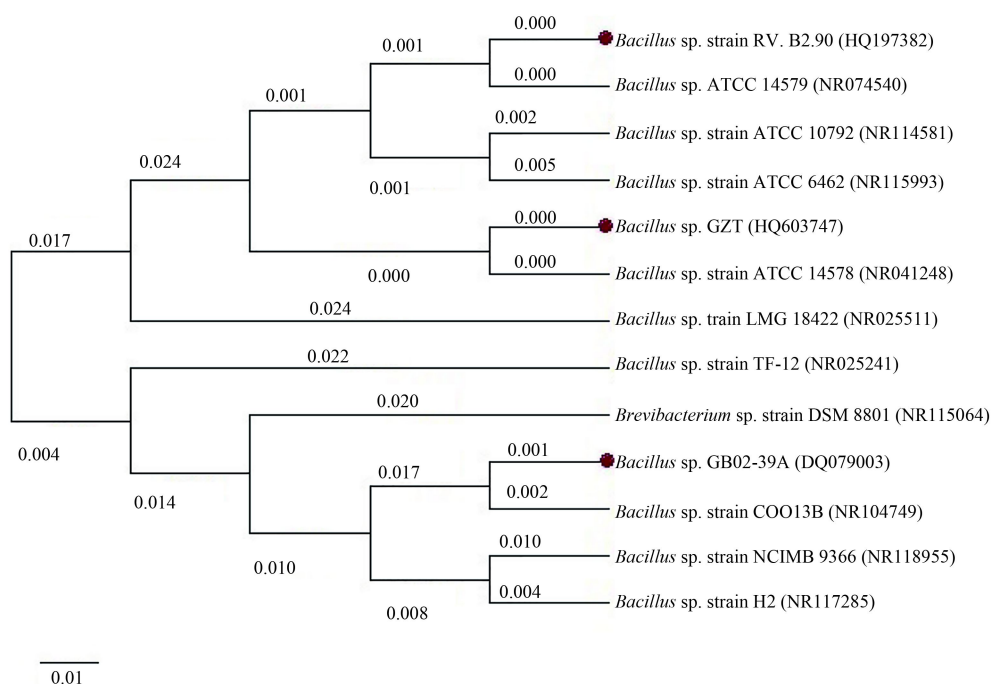 0.000
Bacillus sp. strain RV. B2.90 (HQ197382)
0.001
0.000
Bacillus sp. ATCC 14579 (NR074540)
0.001
0.002
Bacillus sp. strain ATCC 10792 (NR114581)
0.024
0.005
Bacillus sp. strain ATCC 6462 (NR115993)
0.001
0.000
Bacillus sp. GZT (HQ603747)
0.017
0.000
0.000
Bacillus sp. strain ATCC 14578 (NR041248)
0.024
Bacillus sp. train LMG 18422 (NR025511)
0.022
Bacillus sp. strain TF-12 (NR025241)
0.020
Brevibacterium sp. strain DSM 8801 (NR115064)
0.004
0.001
Bacillus sp. GB02-39A (DQ079003)
0.017
0.002
0.014
Bacillus sp. strain COO13B (NR104749)
0.010
Bacillus sp. strain NCIMB 9366 (NR118955)
0.010
0.004
Bacillus sp. strain H2 (NR117285)
0.008
0.01